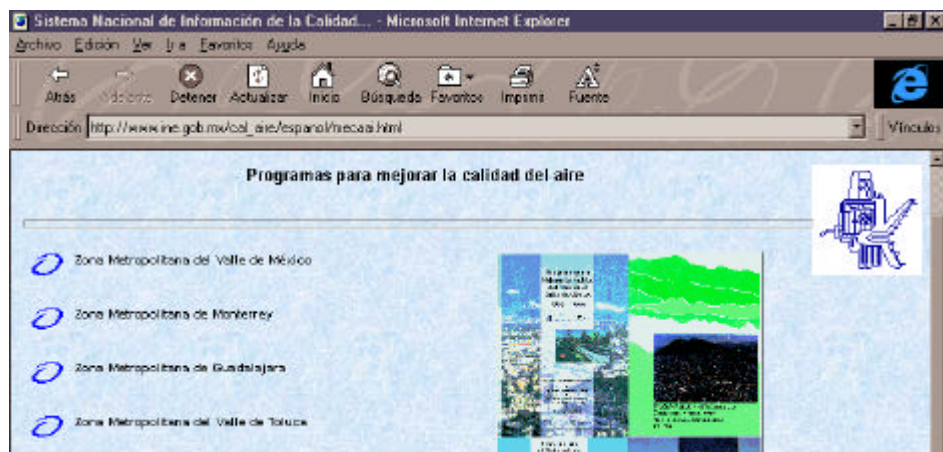 Sistema Nacional de Información de la Calidad... - Microsoft Internet Explorer
Archivo Edición Ver Ir a Favoritos Ayuda
Atrás Adelante Detener Actualizar Inicio Búsqueda Favoritos Imprimir Fuente
Dirección http://www.ine.gob.mx/cal_aire/espanol/mecaai.html Vínculos
Programas para mejorar la calidad del aire
Zona Metropolitana del Valle de México
Zona Metropolitana de Monterrey
Zona Metropolitana de Guadalajara
Zona Metropolitana del Valle de Toluca